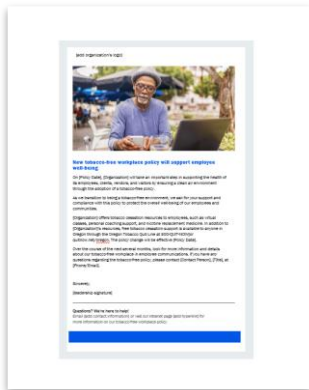 [add organization's logo]
New tobacco-free workplace policy will support employee
well-being.
On [Policy Date], [Organization] will take an important step in supporting the health of
its employees, clients, vendors, and visitors by ensuring a clean air environment
through the adoption of a tobacco-free policy.
As we transition to being a tobacco-free environment, we ask for your support and
compliance with this policy to protect the overall well-being of our employees and
communities.
[Organization] offers tobacco cessation resources to employees, such as virtual
classes, personal coaching support, and nicotine replacement medicine. In addition to
[Organization]'s resources, free tobacco cessation support is available to anyone in
Oregon through the Oregon Tobacco Quit Line at
quitnow.net/oregon. The policy change will be effective [Policy Date].
Over the course of the next several months, look for more information and details
about our tobacco-free workplace in employee communications. If you have any
questions regarding the tobacco-free policy, please contact [Contact Person], [Title], at
[Phone/Email].
Sincerely,
[electronic signature]
Questions? We're here to help!
Email [add contact information] or visit our intranet page [add hyperlink] for
more information on our tobacco-free workplace policy.